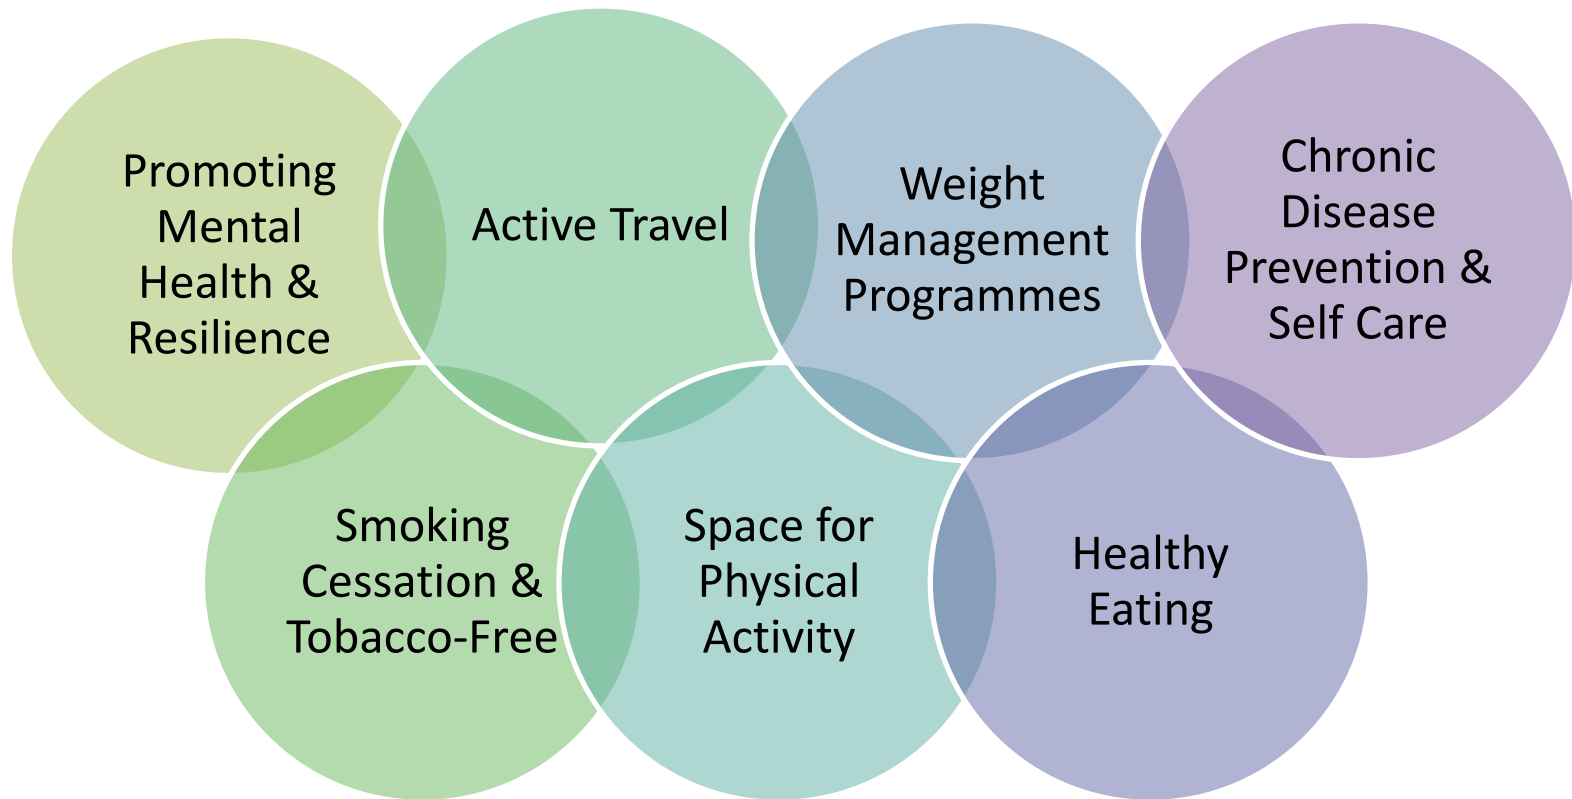 Promoting
Mental
Health &
Resilience
Active Travel
Weight
Management
Programmes
Chronic
Disease
Prevention &
Self Care
Smoking
Cessation &
Tobacco-Free
Space for
Physical
Activity
Healthy
Eating